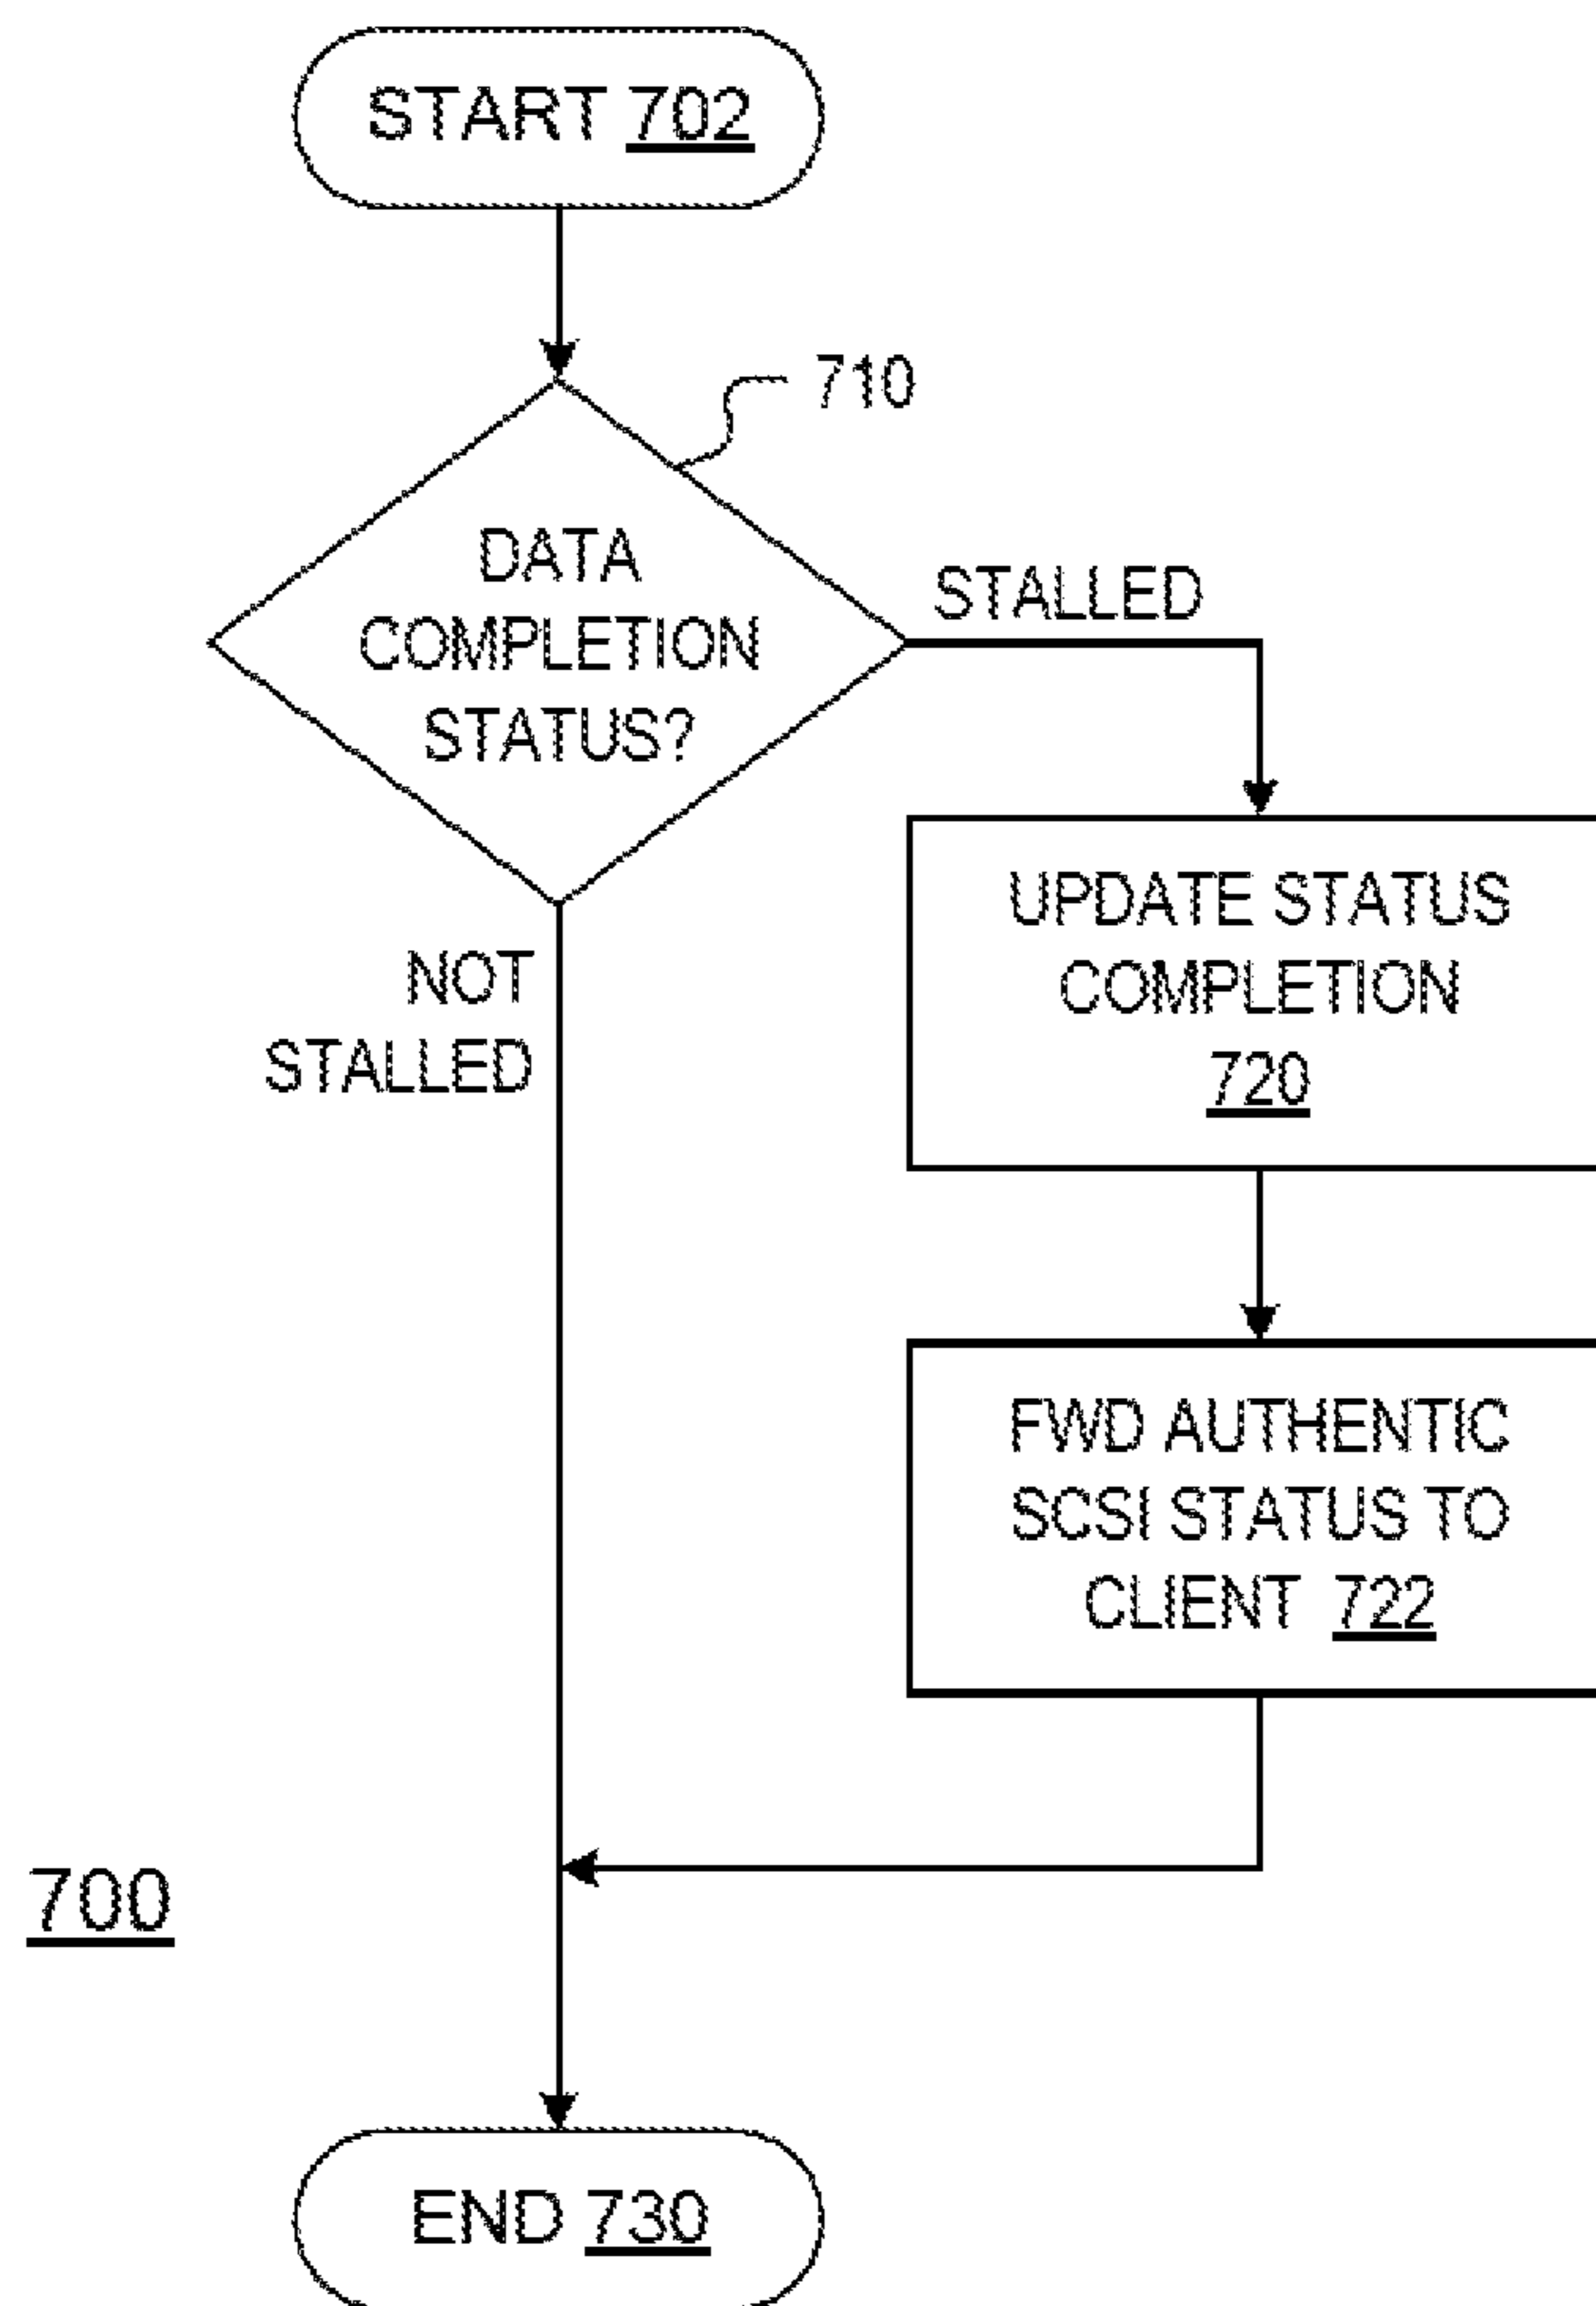 START 702
710
DATA
COMPLETION
STATUS?
STALLED
NOT
STALLED
UPDATE STATUS
COMPLETION
720
FWD AUTHENTIC
SCSI STATUS TO
CLIENT 722
700
END 730